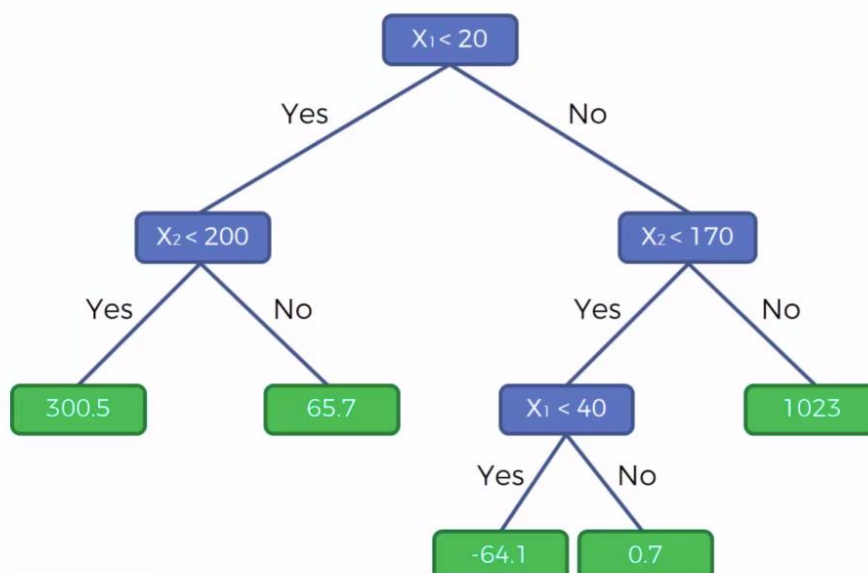 X₁ < 20
Yes
No
X₂ < 200
X₂ < 170
Yes
No
Yes
No
300.5
65.7
X₁ < 40
1023
Yes
No
-64.1
0.7